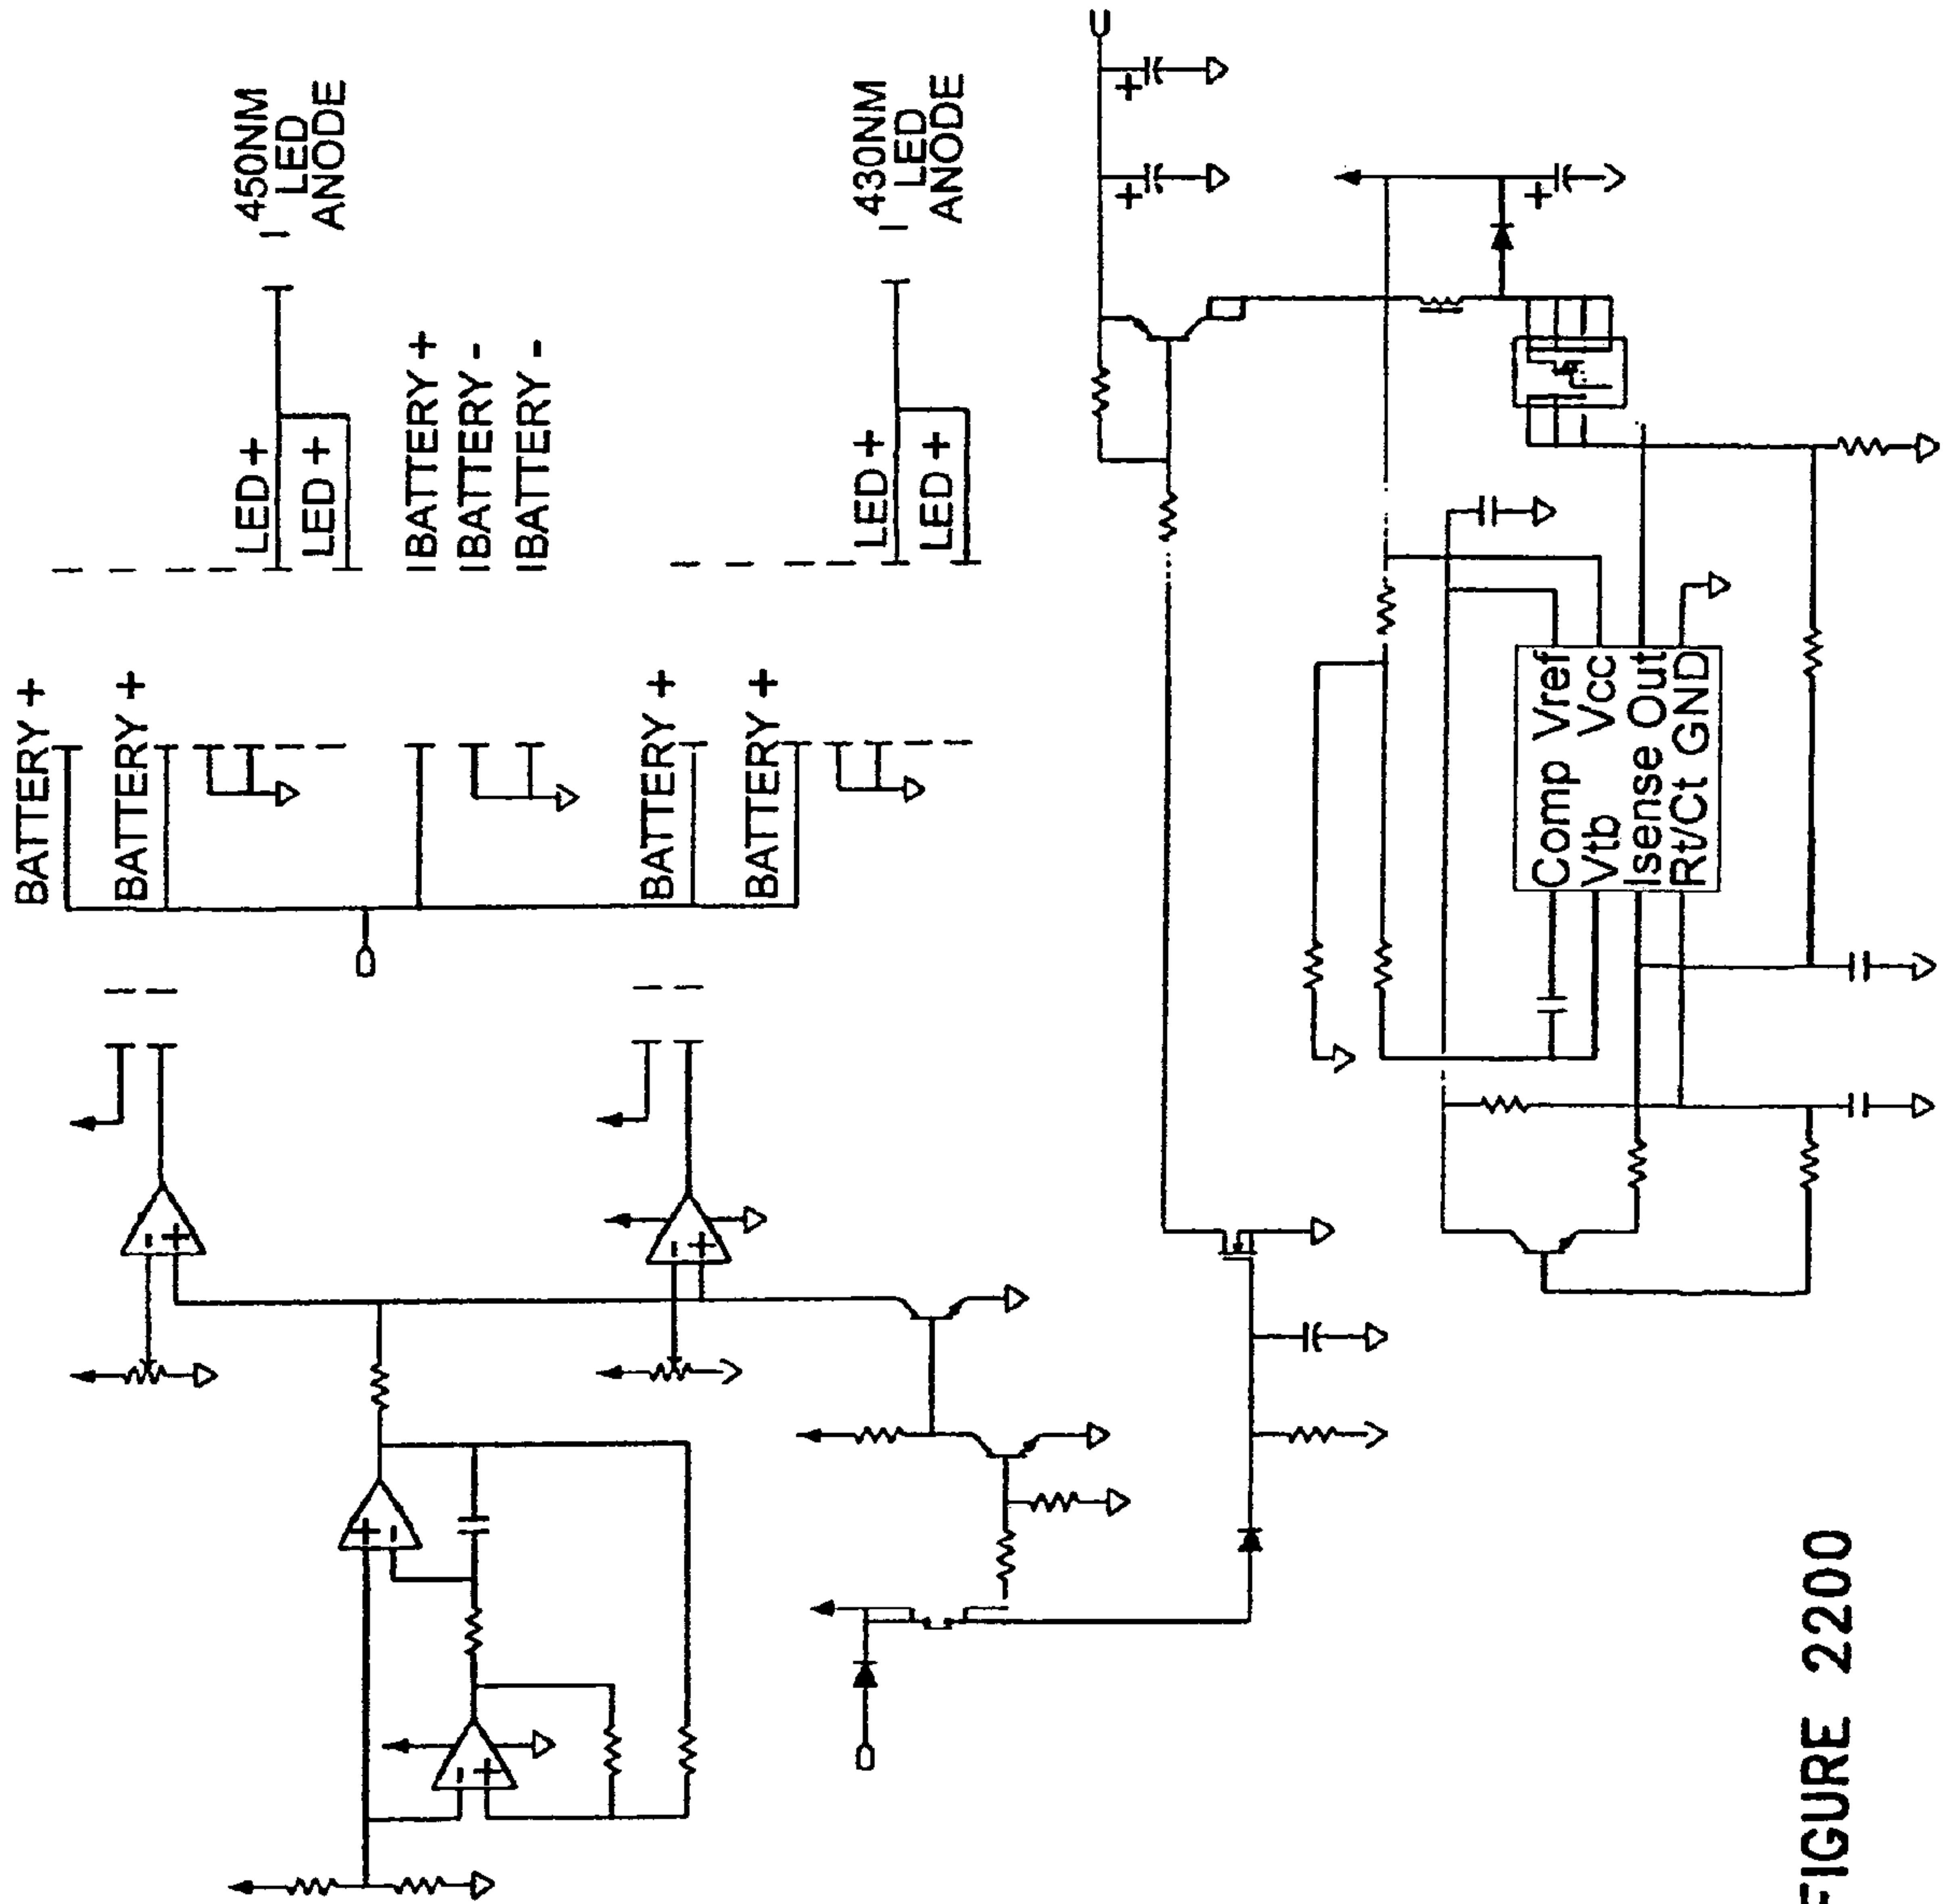 BATTERY +
BATTERY +
BATTERY +
BATTERY +
LED +
LED +
450NM
LED
ANODE
BATTERY +
BATTERY -
BATTERY -
LED +
LED +
430NM
LED
ANODE
- +
- +
+ -
- +
+
+
+
Comp Vref
Vtb Vcc
Isense Out
Rt/Ct GND
FIGURE 2200